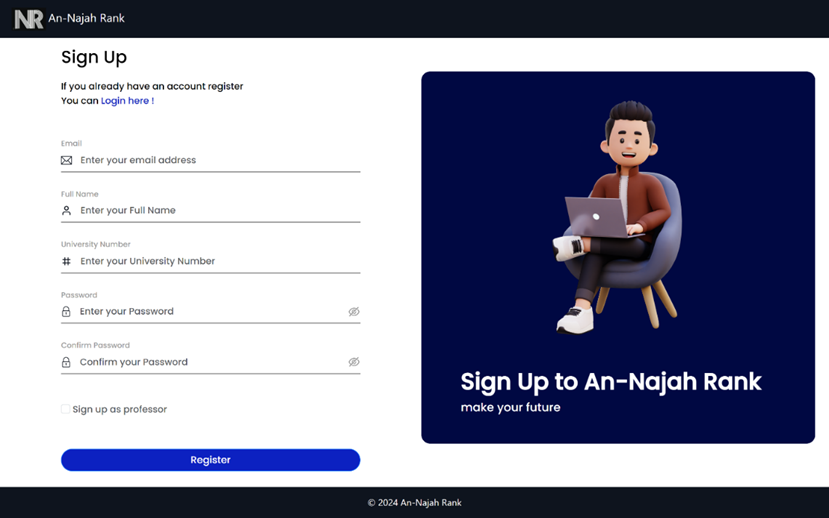 NR An-Najah Rank
Sign Up
If you already have an account register
You can Login here !
Email
Enter your email address
Full Name
Enter your Full Name
University Number
# Enter your University Number
Password
Enter your Password
Confirm Password
Confirm your Password
Sign up as professor
Register
Sign Up to An-Najah Rank
make your future
© 2024 An-Najah Rank